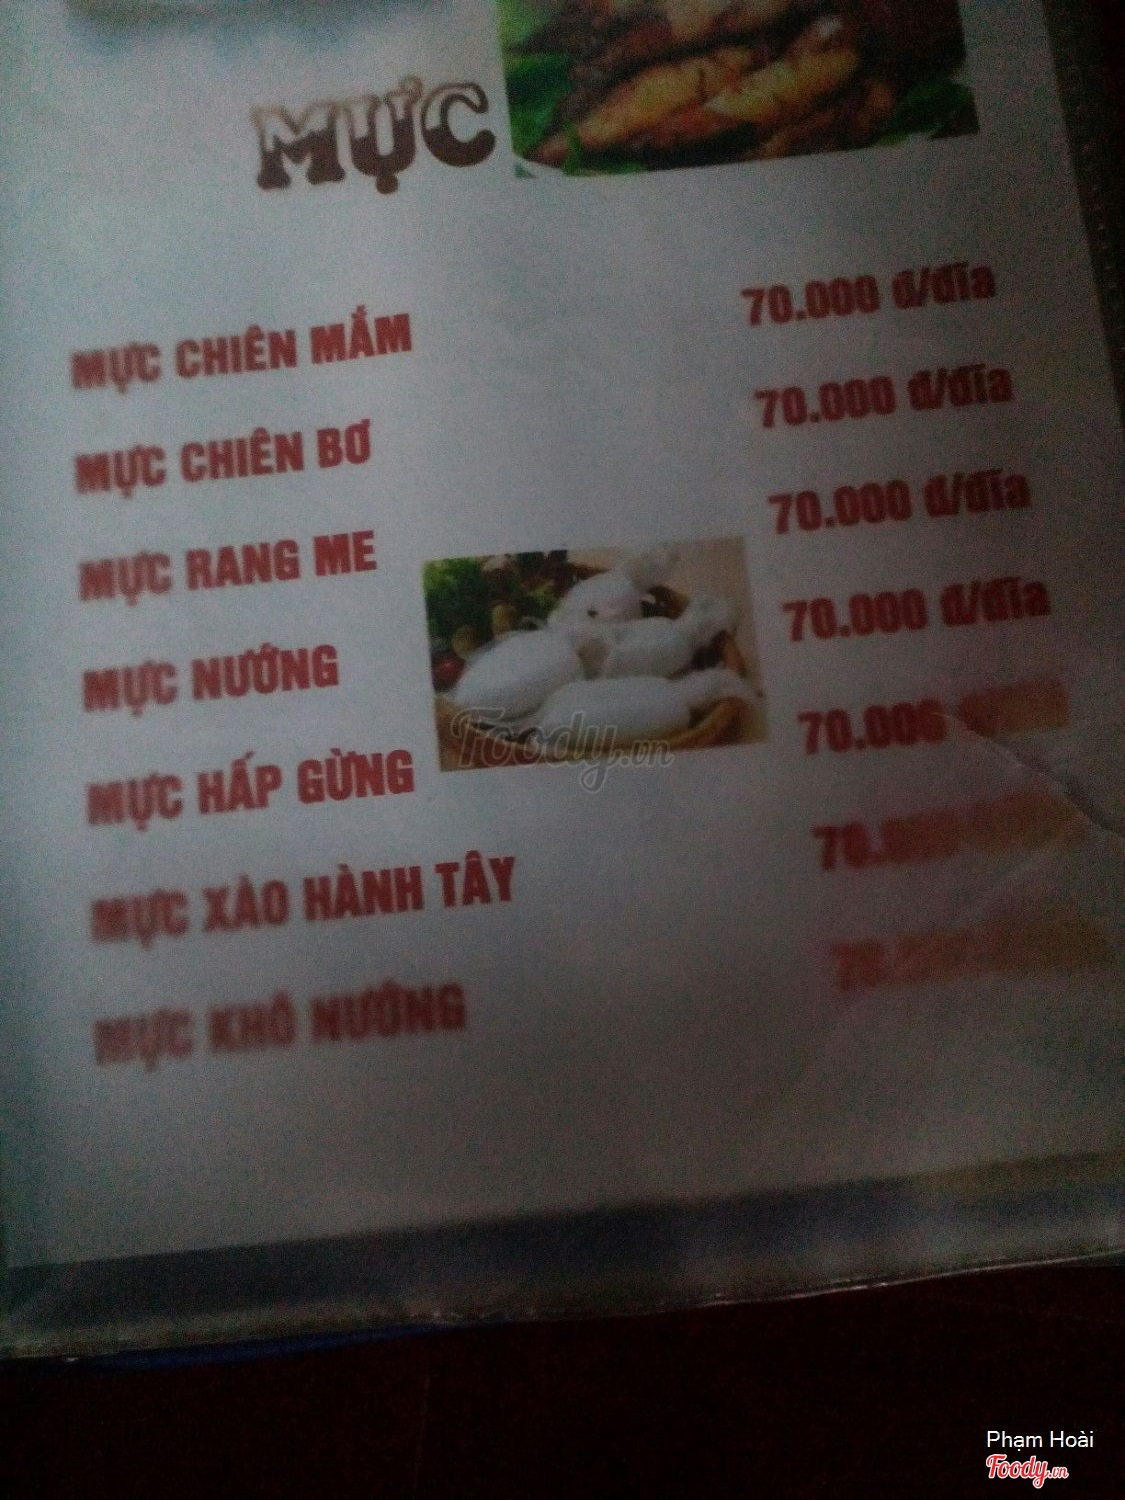 MỰC
MỰC CHIÊN MẮM 70.000 đ/đĩa
MỰC CHIÊN BƠ 70.000 đ/đĩa
MỰC RANG ME 70.000 đ/đĩa
MỰC NƯỚNG 70.000 đ/đĩa
MỰC HẤP GỪNG 70.000
MỰC XÀO HÀNH TÂY
MỰC KHÔ NƯỚNG
Foody.vn
Phạm Hoài
Foody.vn